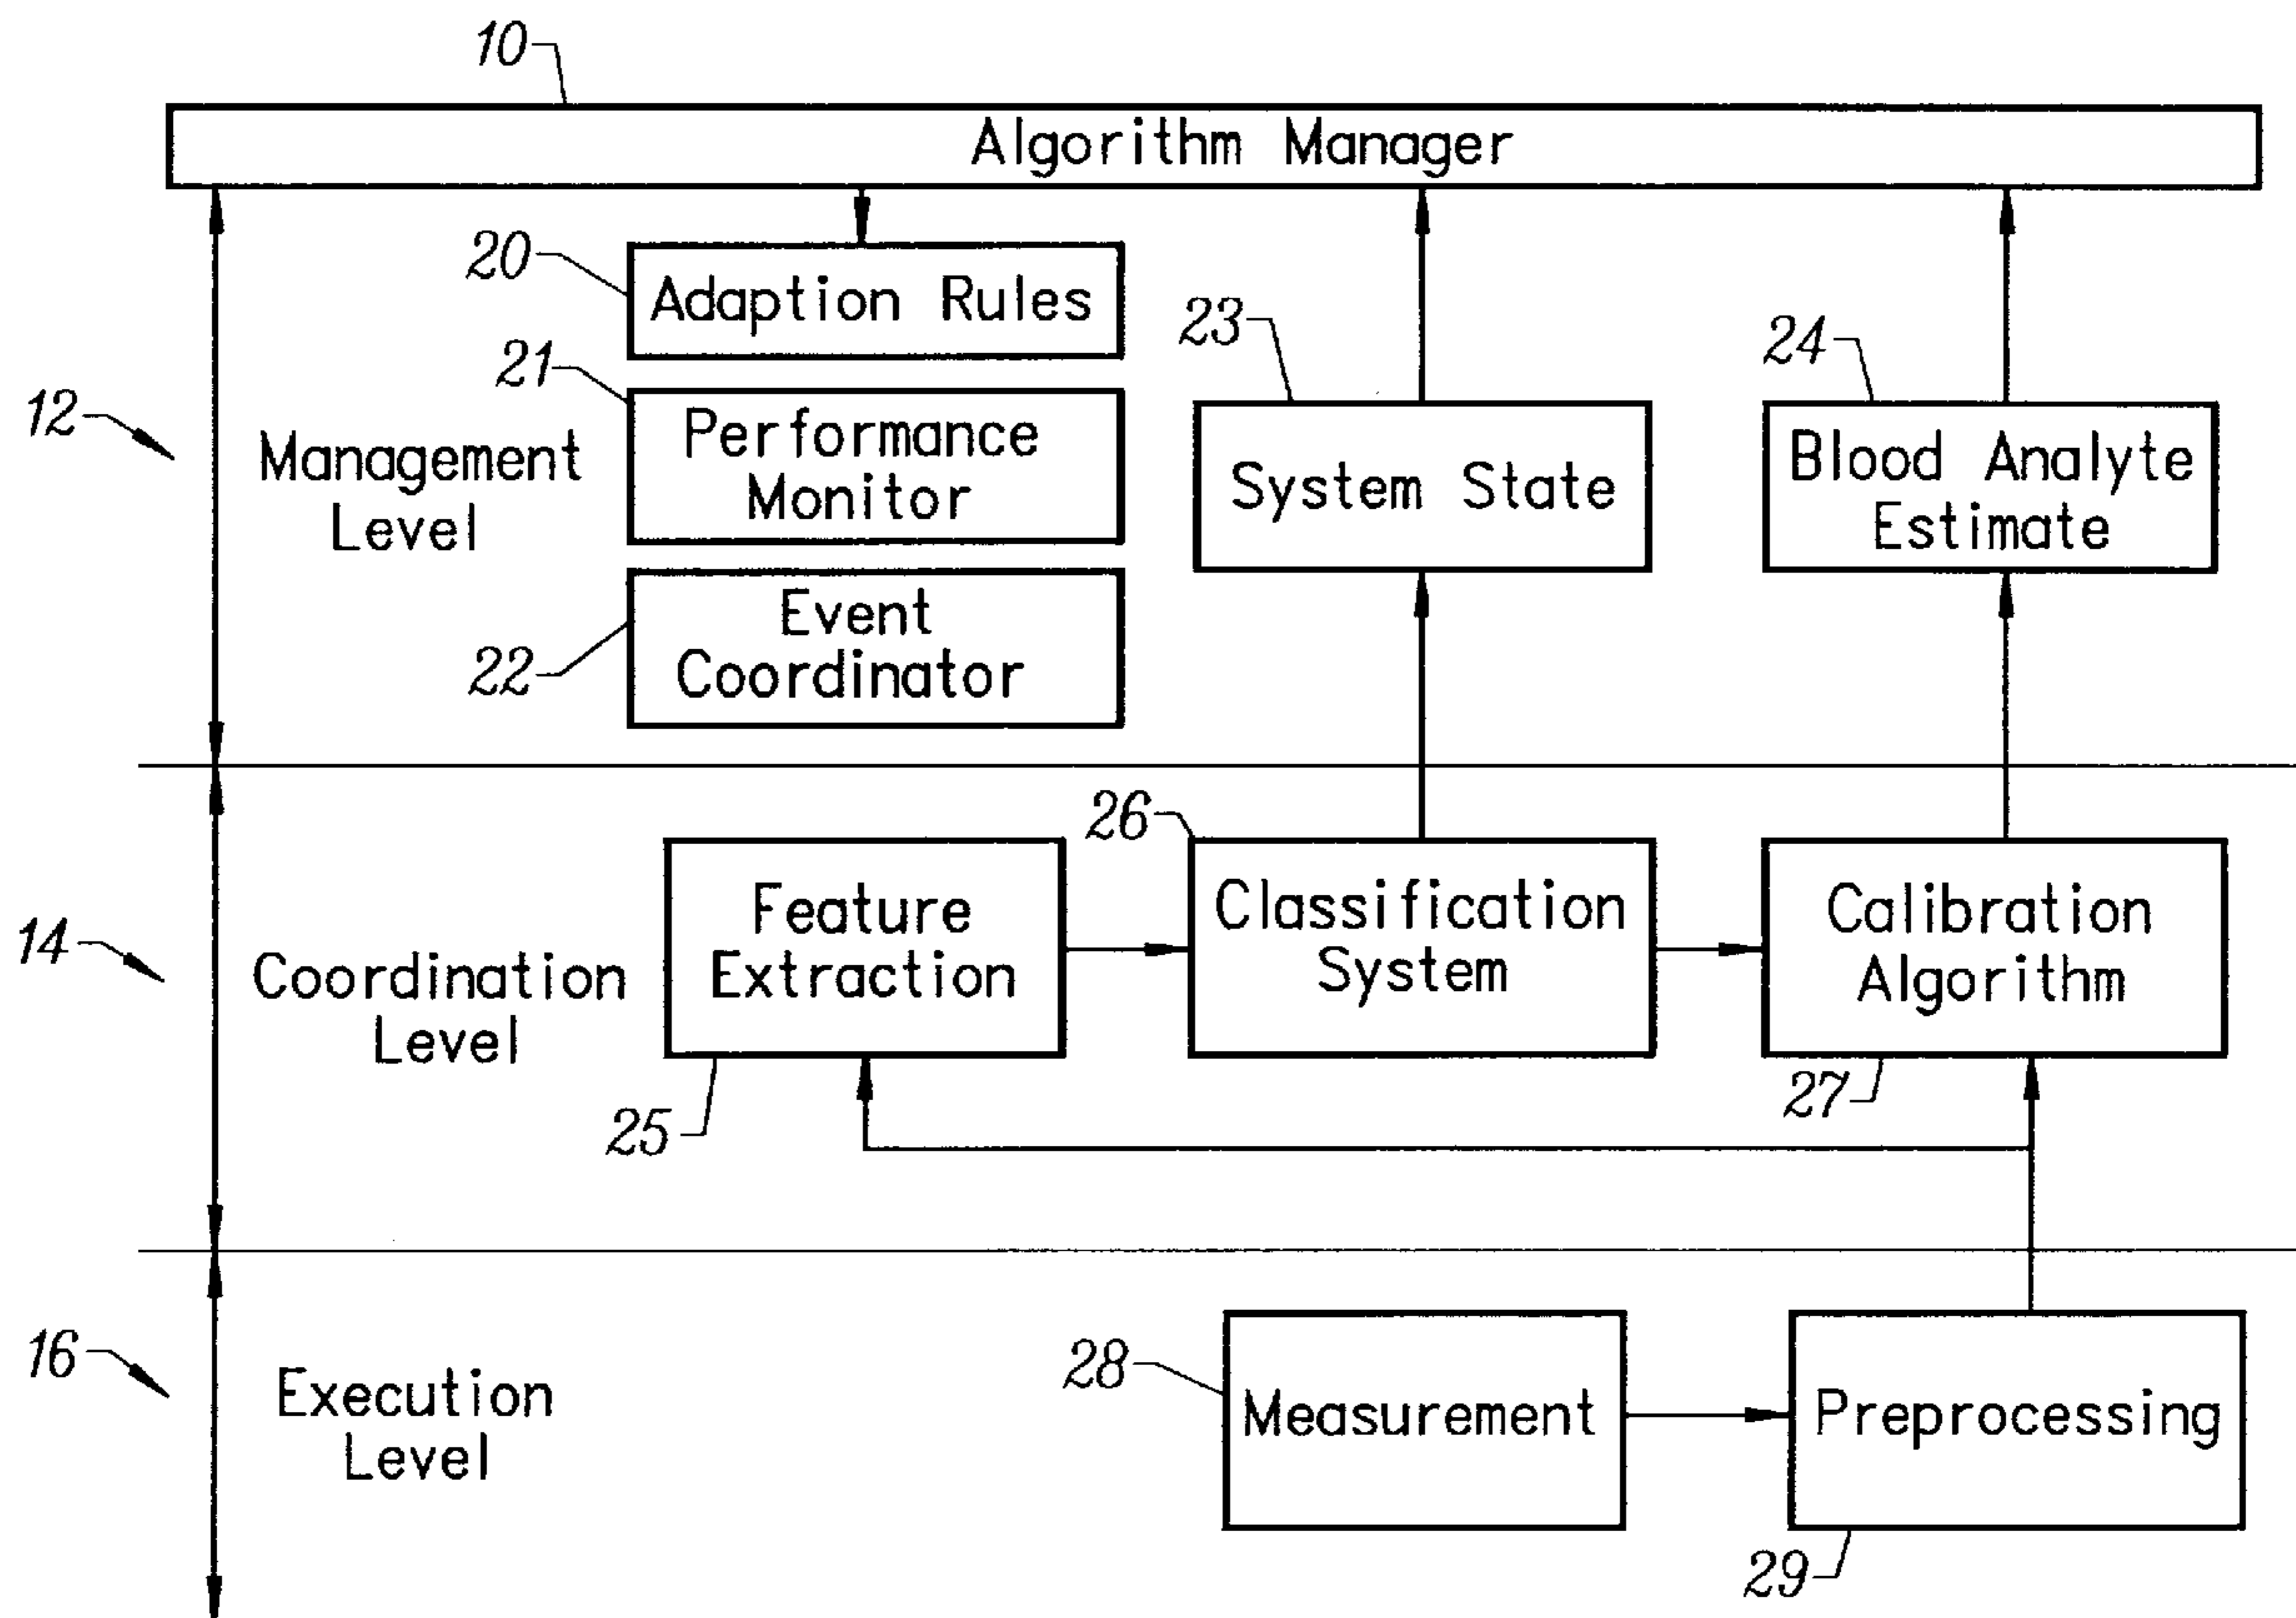 10
Algorithm Manager
20
Adaption Rules
23
24
21
12
Management
Level
Performance
Monitor
System State
Blood Analyte
Estimate
22
Event
Coordinator
26
14
Coordination
Level
Feature
Extraction
Classification
System
Calibration
Algorithm
25
27
16
Execution
Level
28
Measurement
Preprocessing
29